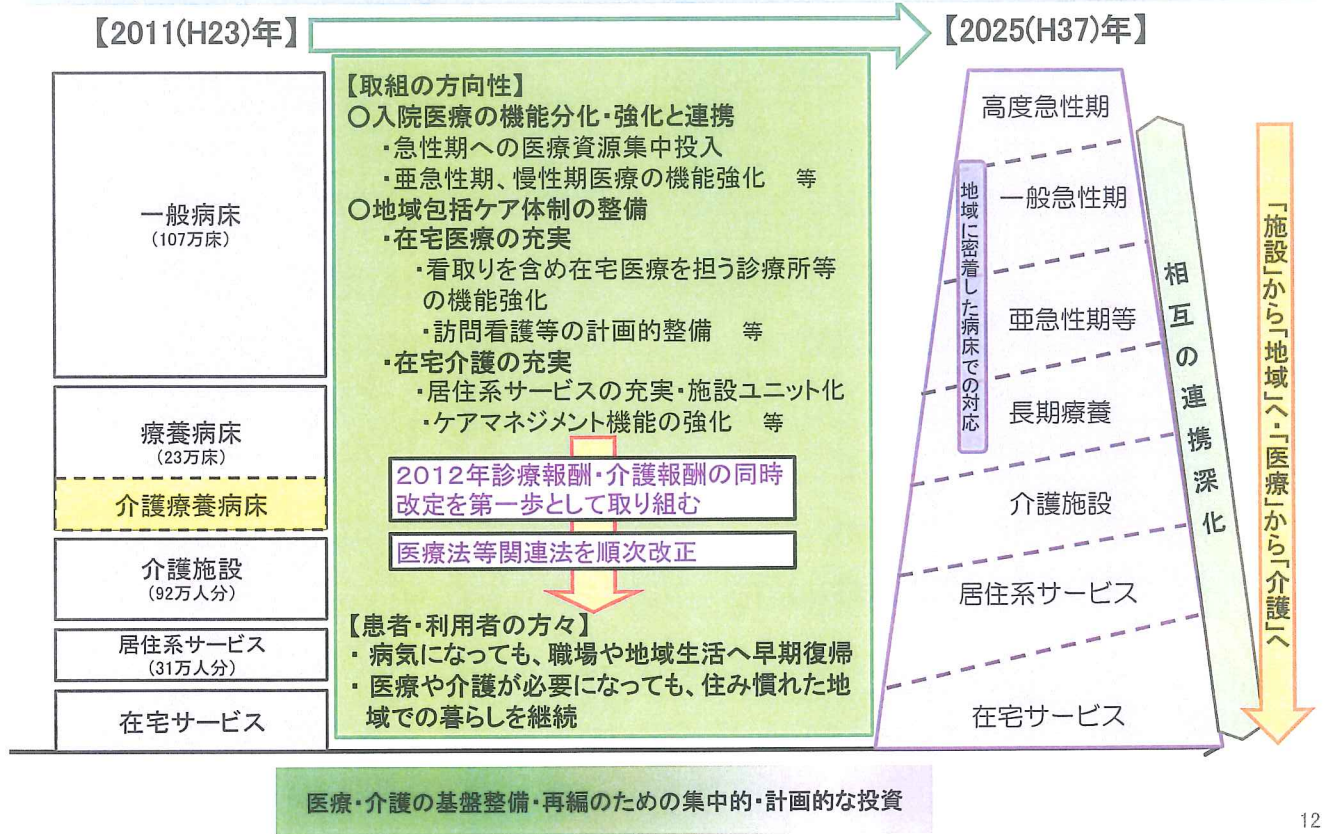 【2011(H23)年】
【2025(H37)年】
一般病床
(107万床)
療養病床
(23万床)
介護療養病床
介護施設
(92万人分)
居住系サービス
(31万人分)
在宅サービス
【取組の方向性】
○入院医療の機能分化・強化と連携
・急性期への医療資源集中投入
・亜急性期、慢性期医療の機能強化　等
○地域包括ケア体制の整備
・在宅医療の充実
・看取りを含め在宅医療を担う診療所等
の機能強化
・訪問看護等の計画的整備　等
・在宅介護の充実
・居住系サービスの充実・施設ユニット化
・ケアマネジメント機能の強化　等
2012年診療報酬・介護報酬の同時
改定を第一歩として取り組む
医療法等関連法を順次改正
【患者・利用者の方々】
・ 病気になっても、職場や地域生活へ早期復帰
・ 医療や介護が必要になっても、住み慣れた地
域での暮らしを継続
高度急性期
一般急性期
亜急性期等
長期療養
介護施設
居住系サービス
在宅サービス
地域に密着した病床での対応
相互の連携深化
「施設」から「地域」へ・「医療」から「介護」へ
医療・介護の基盤整備・再編のための集中的・計画的な投資
12